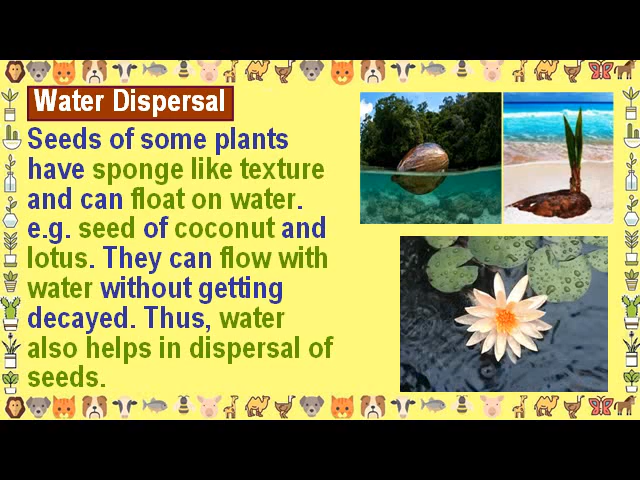 Water Dispersal
Seeds of some plants
have sponge like texture
and can float on water.
e.g. seed of coconut and
lotus. They can flow with
water without getting
decayed. Thus, water
also helps in dispersal of
seeds.